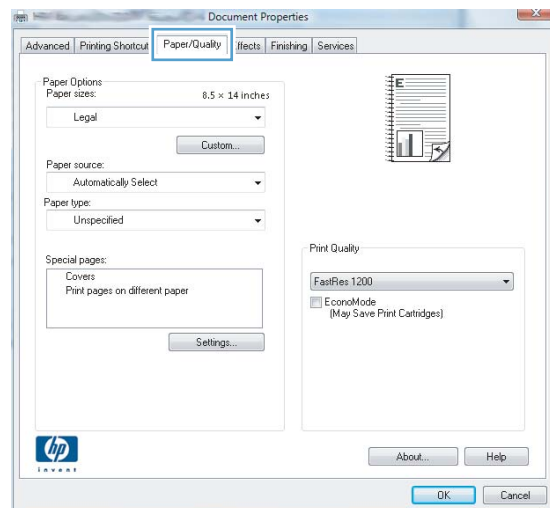 Document Properties
Advanced Printing Shortcut Paper/Quality ffects Finishing Services
Paper Options
Paper sizes: 8.5 × 14 inches
Legal
Custom...
Paper source:
Automatically Select
Paper type:
Unspecified
Special pages:
Covers
Print pages on different paper
Settings...
E
Print Quality
FastRes 1200
EconoMode
(May Save Print Cartridges)
hp
invent
About... Help
OK Cancel